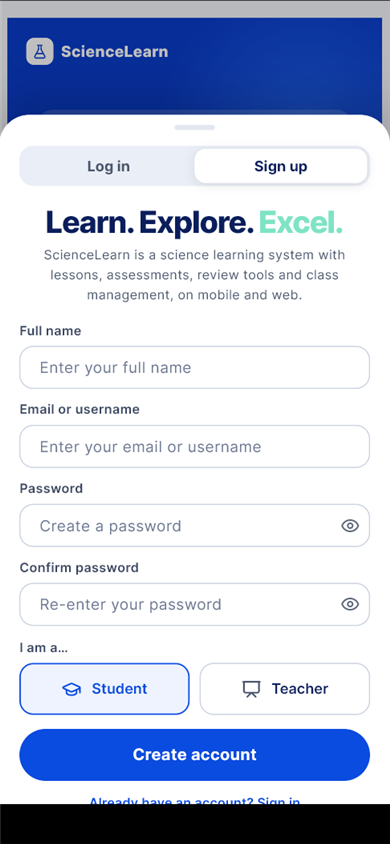 ScienceLearn
Log in
Sign up
Learn. Explore. Excel.
ScienceLearn is a science learning system with
lessons, assessments, review tools and class
management, on mobile and web.
Full name
Enter your full name
Email or username
Enter your email or username
Password
Create a password
Confirm password
Re-enter your password
I am a...
Student
Teacher
Create account
Already have an account? Sign in